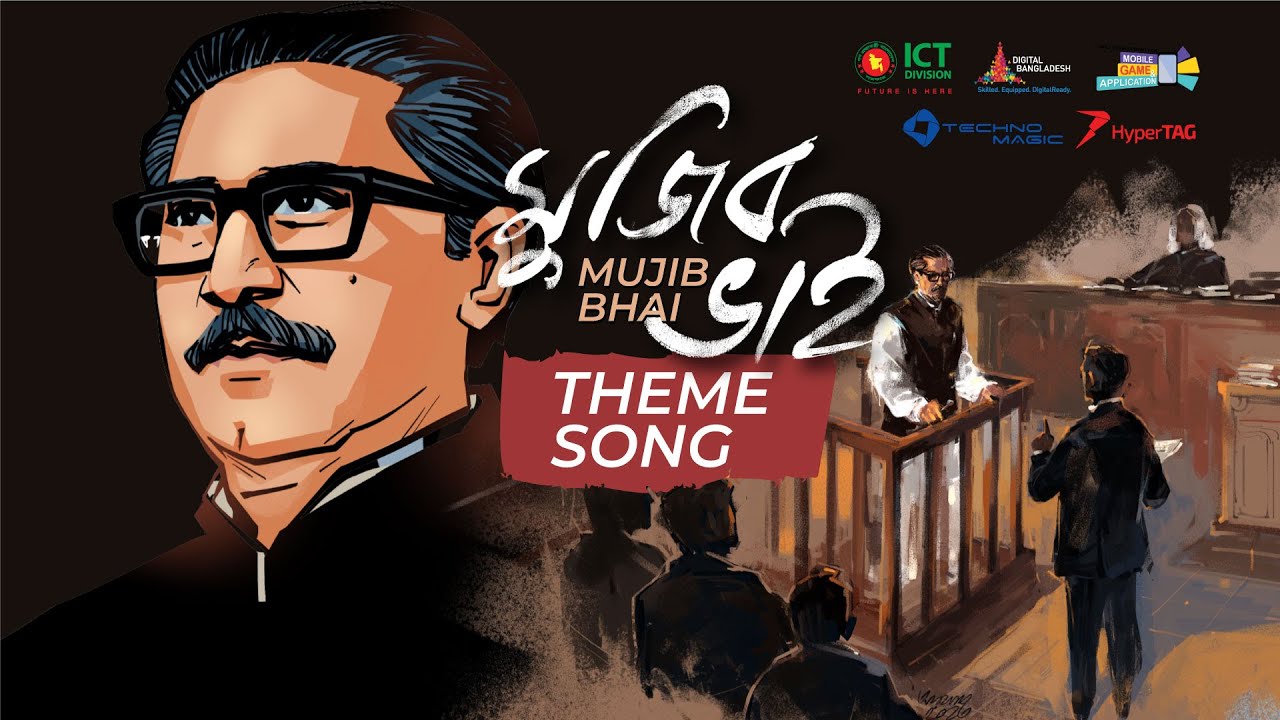 ICT
DIVISION
FUTURE IS HERE
DIGITAL
BANGLADESH
Skilled. Equipped. DigitalReady.
MOBILE
GAME
APPLICATION
TECHNO
MAGIC
HyperTAG
মুজিব
ভাই
MUJIB
BHAI
THEME
SONG